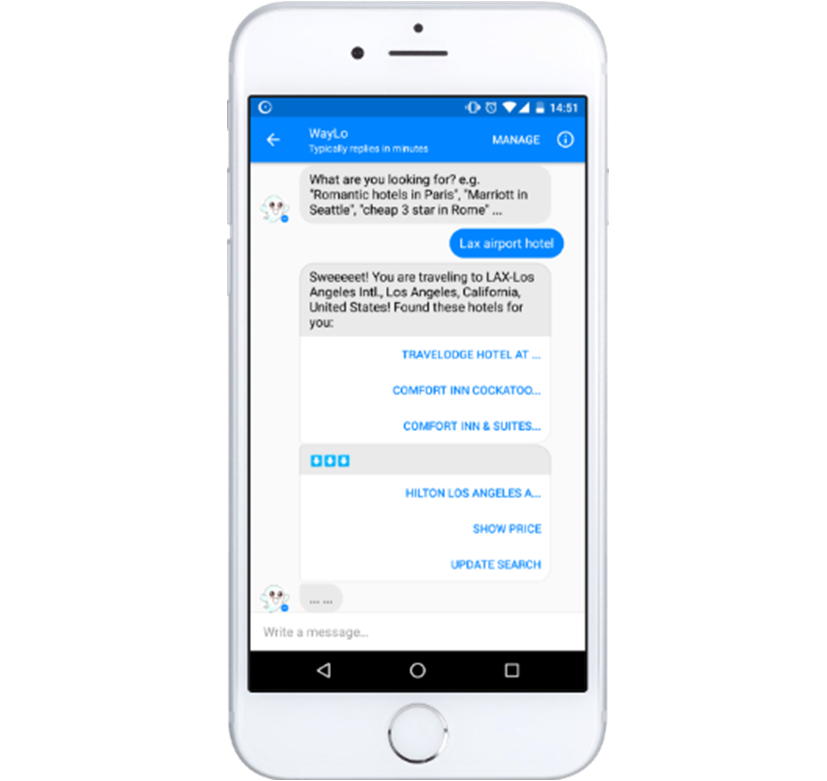 14:51
WayLo
Typically replies in minutes
MANAGE
What are you looking for? e.g.
"Romantic hotels in Paris", "Marriott in
Seattle", "cheap 3 star in Rome" ...
Lax airport hotel
Sweeeeet! You are traveling to LAX-Los
Angeles Intl., Los Angeles, California,
United States! Found these hotels for
you:
TRAVELODGE HOTEL AT ...
COMFORT INN COCKATOO...
COMFORT INN & SUITES...
HILTON LOS ANGELES A...
SHOW PRICE
UPDATE SEARCH
... ...
Write a message...